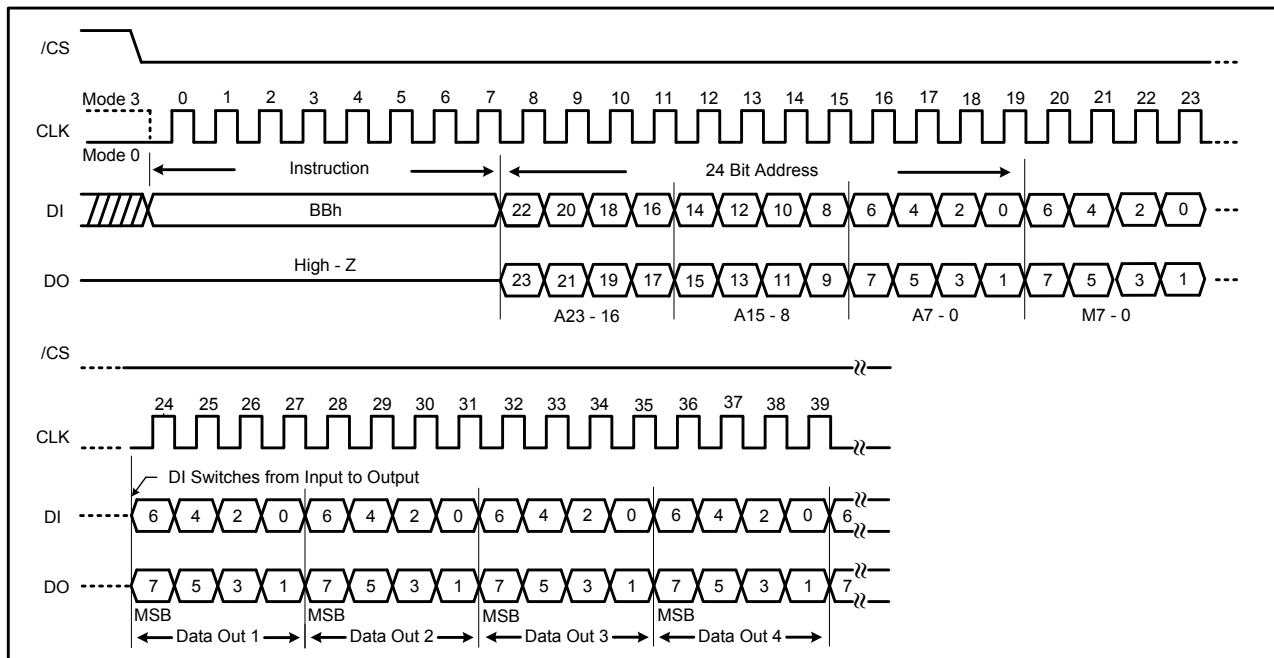 /CS
Mode 3 0 1 2 3 4 5 6 7 8 9 10 11 12 13 14 15 16 17 18 19 20 21 22 23
CLK
Mode 0
Instruction 24 Bit Address
DI BBh 22 20 18 16 14 12 10 8 6 4 2 0 6 4 2 0
High - Z
DO 23 21 19 17 15 13 11 9 7 5 3 1 7 5 3 1
A23 - 16 A15 - 8 A7 - 0 M7 - 0
/CS
24 25 26 27 28 29 30 31 32 33 34 35 36 37 38 39
CLK
DI Switches from Input to Output
DI 6 4 2 0 6 4 2 0 6 4 2 0 6 4 2 0 6
DO 7 5 3 1 7 5 3 1 7 5 3 1 7 5 3 1 7
MSB MSB MSB MSB
Data Out 1 Data Out 2 Data Out 3 Data Out 4